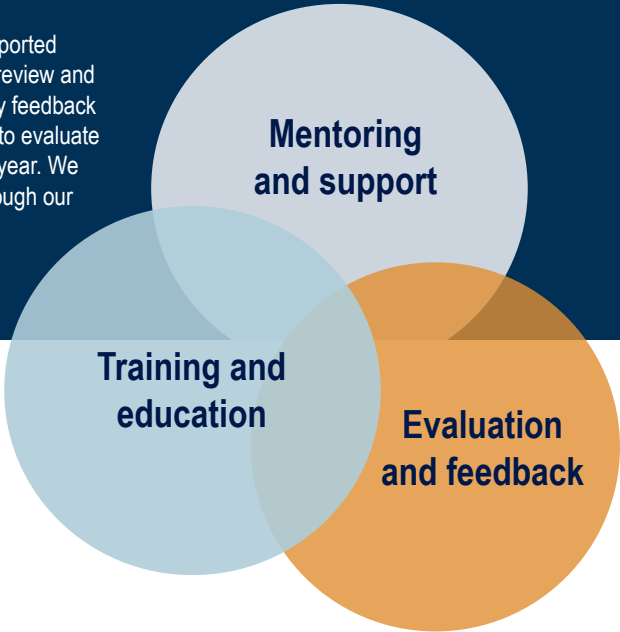 ported
review and
y feedback
to evaluate
year. We
ough our
Mentoring
and support
Training and
education
Evaluation
and feedback